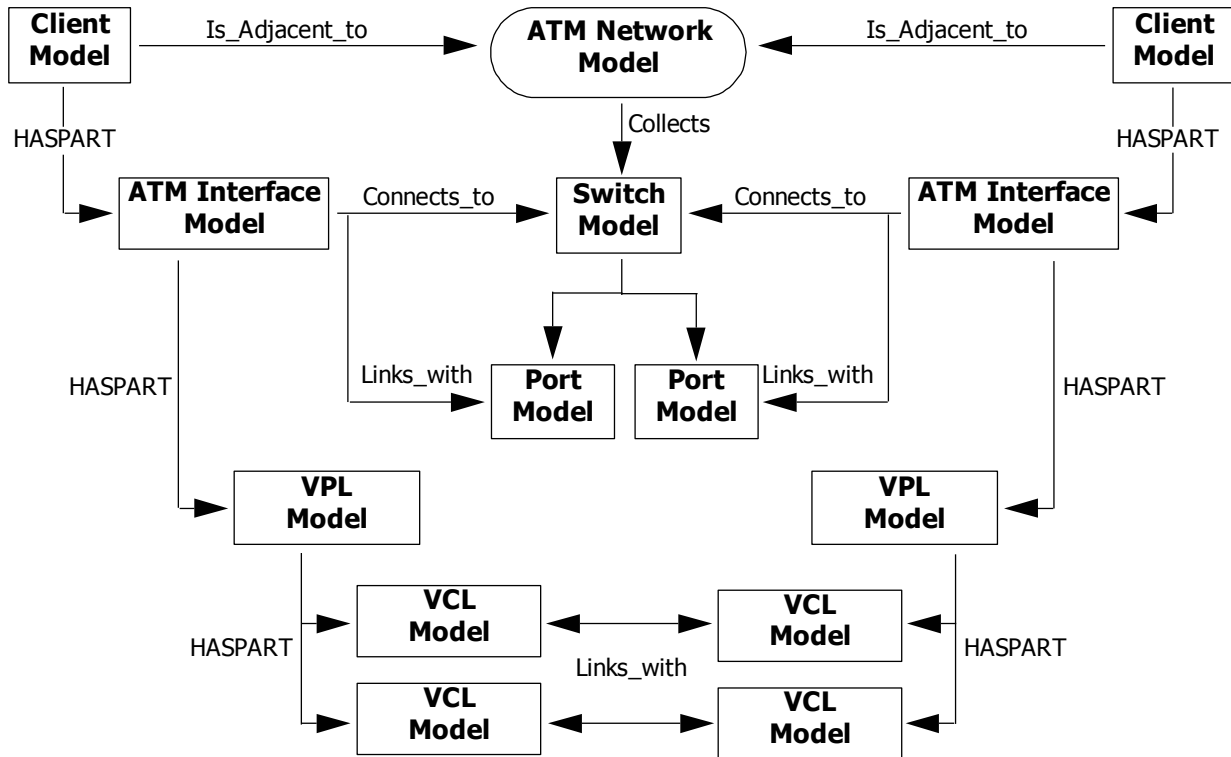 Client
Model
Is_Adjacent_to
ATM Network
Model
Is_Adjacent_to
Client
Model
HASPART
Collects
HASPART
ATM Interface
Model
Connects_to
Switch
Model
Connects_to
ATM Interface
Model
HASPART
Links_with
Port
Model
Port
Model
Links_with
HASPART
VPL
Model
VPL
Model
VCL
Model
VCL
Model
HASPART
Links_with
HASPART
VCL
Model
VCL
Model